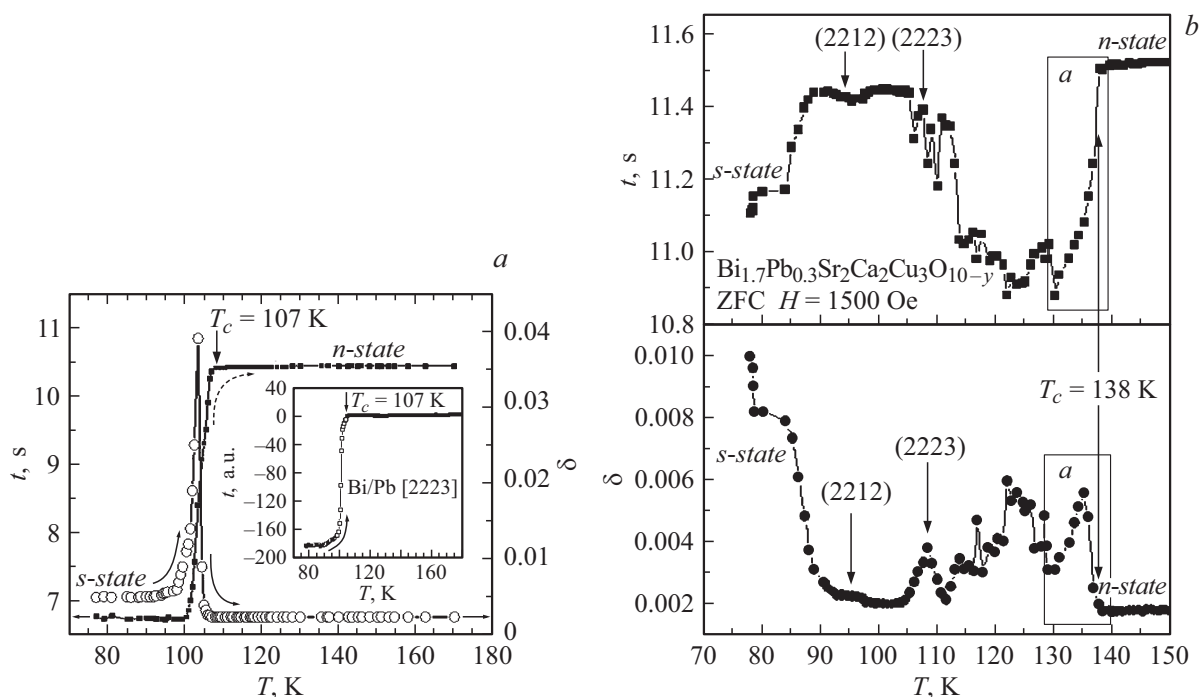 a
T_c = 107 K
n-state
s-state
11
10
9
8
7
t, s
0.04
0.03
0.02
0.01
0
δ
80 100 120 140 160 180
T, K
40
0
–40
–80
–120
–160
–200
t, a.u.
T_c = 107 K
Bi/Pb [2223]
80 120 160
T, K
b
11.6
11.4
11.2
11.0
10.8
t, s
(2212) (2223)
n-state
a
s-state
Bi1.7Pb0.3Sr2Ca2Cu3O10–y
ZFC H = 1500 Oe
0.010
0.008
0.006
0.004
0.002
δ
T_c = 138 K
s-state
(2223)
(2212)
a
n-state
70 80 90 100 110 120 130 140 150
T, K